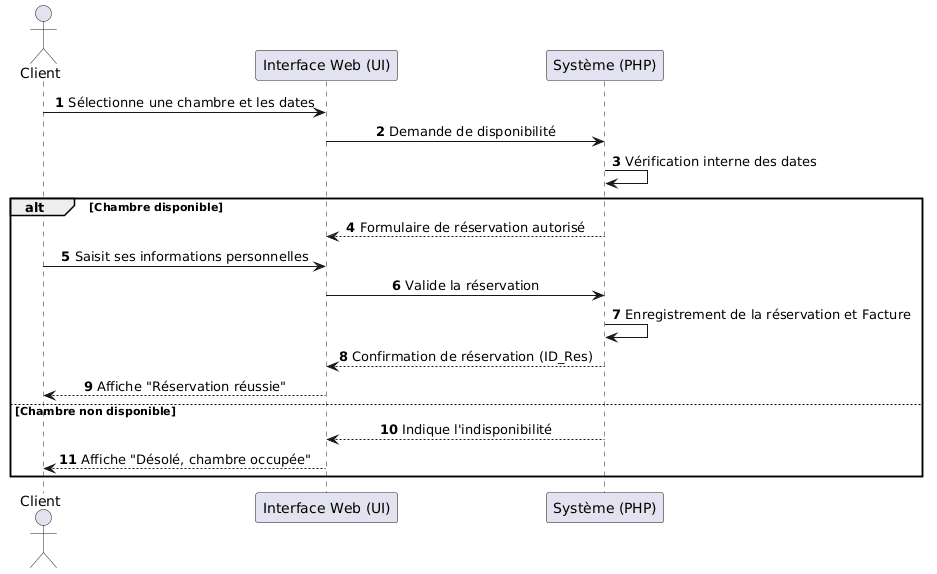 Client
Interface Web (UI)
Système (PHP)
1 Sélectionne une chambre et les dates
2 Demande de disponibilité
3 Vérification interne des dates
alt [Chambre disponible]
4 Formulaire de réservation autorisé
5 Saisit ses informations personnelles
6 Valide la réservation
7 Enregistrement de la réservation et Facture
8 Confirmation de réservation (ID_Res)
9 Affiche "Réservation réussie"
[Chambre non disponible]
10 Indique l'indisponibilité
11 Affiche "Désolé, chambre occupée"
Client
Interface Web (UI)
Système (PHP)